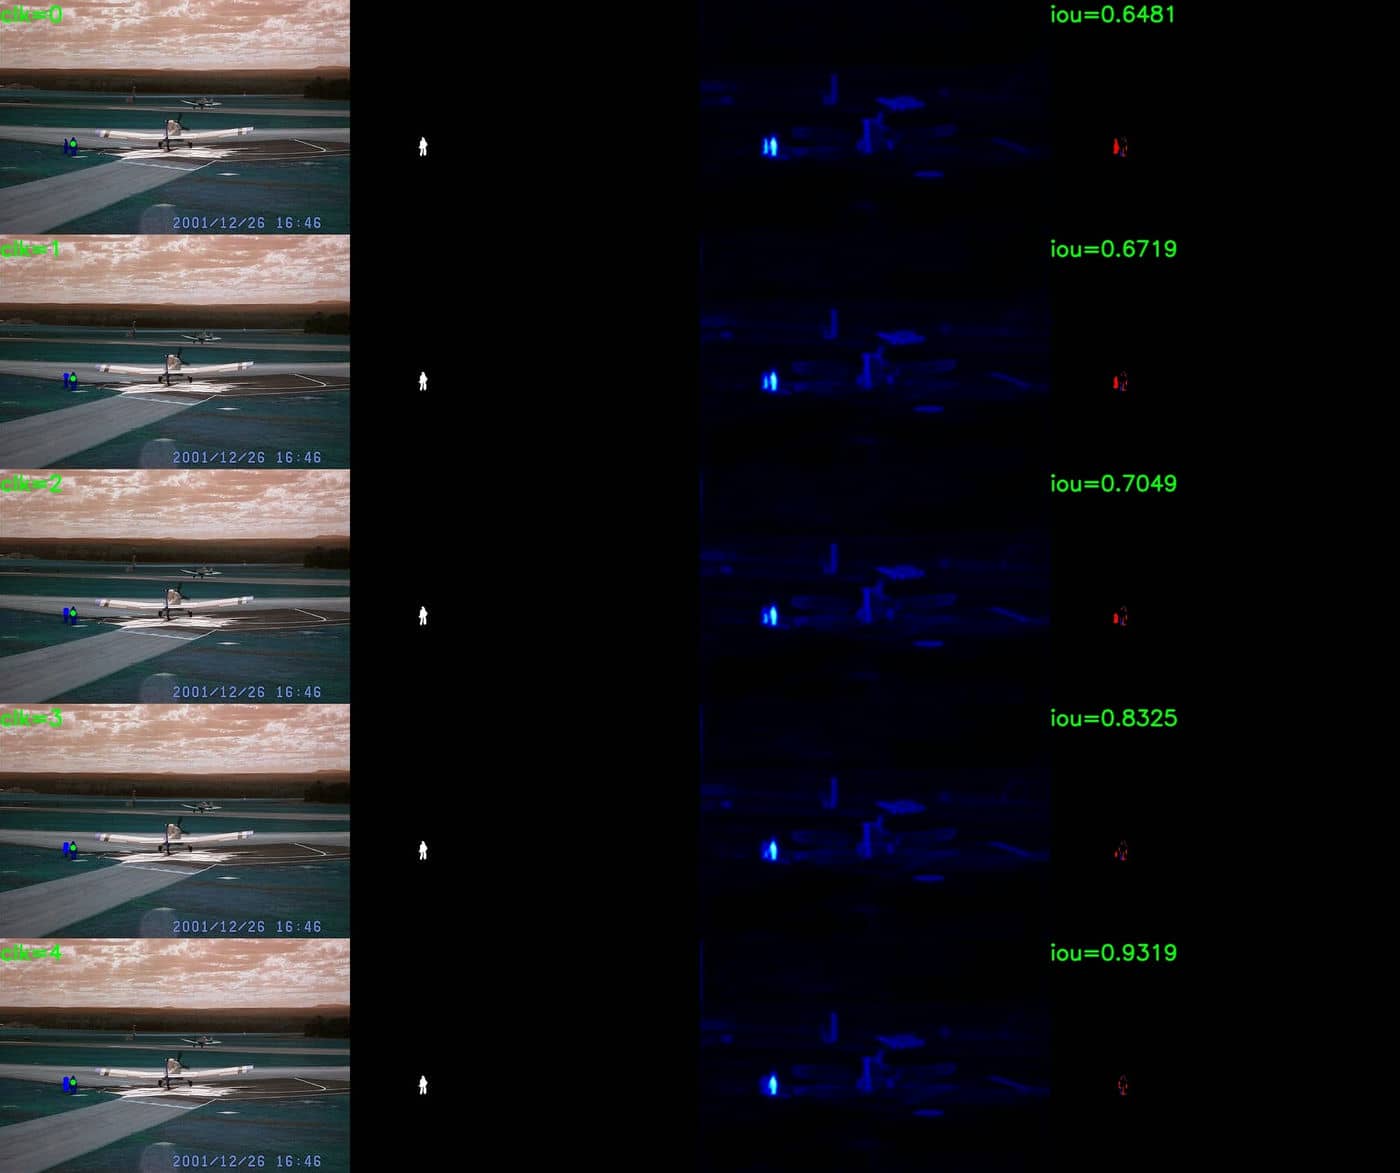 clk=0
iou=0.6481
2001/12/26 16:46
clk=1
iou=0.6719
2001/12/26 16:46
clk=2
iou=0.7049
2001/12/26 16:46
clk=3
iou=0.8325
2001/12/26 16:46
clk=4
iou=0.9319
2001/12/26 16:46